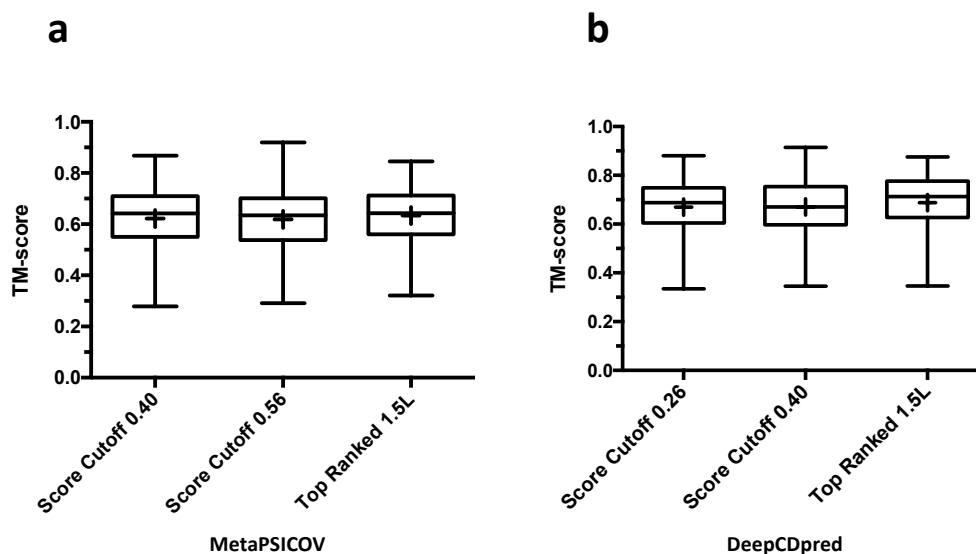 a
1.0
0.8
0.6
0.4
0.2
0.0
TM-score
Score Cutoff 0.40
Score Cutoff 0.56
Top Ranked 1.5L
MetaPSICOV
b
1.0
0.8
0.6
0.4
0.2
0.0
TM-score
Score Cutoff 0.26
Score Cutoff 0.40
Top Ranked 1.5L
DeepCDpred